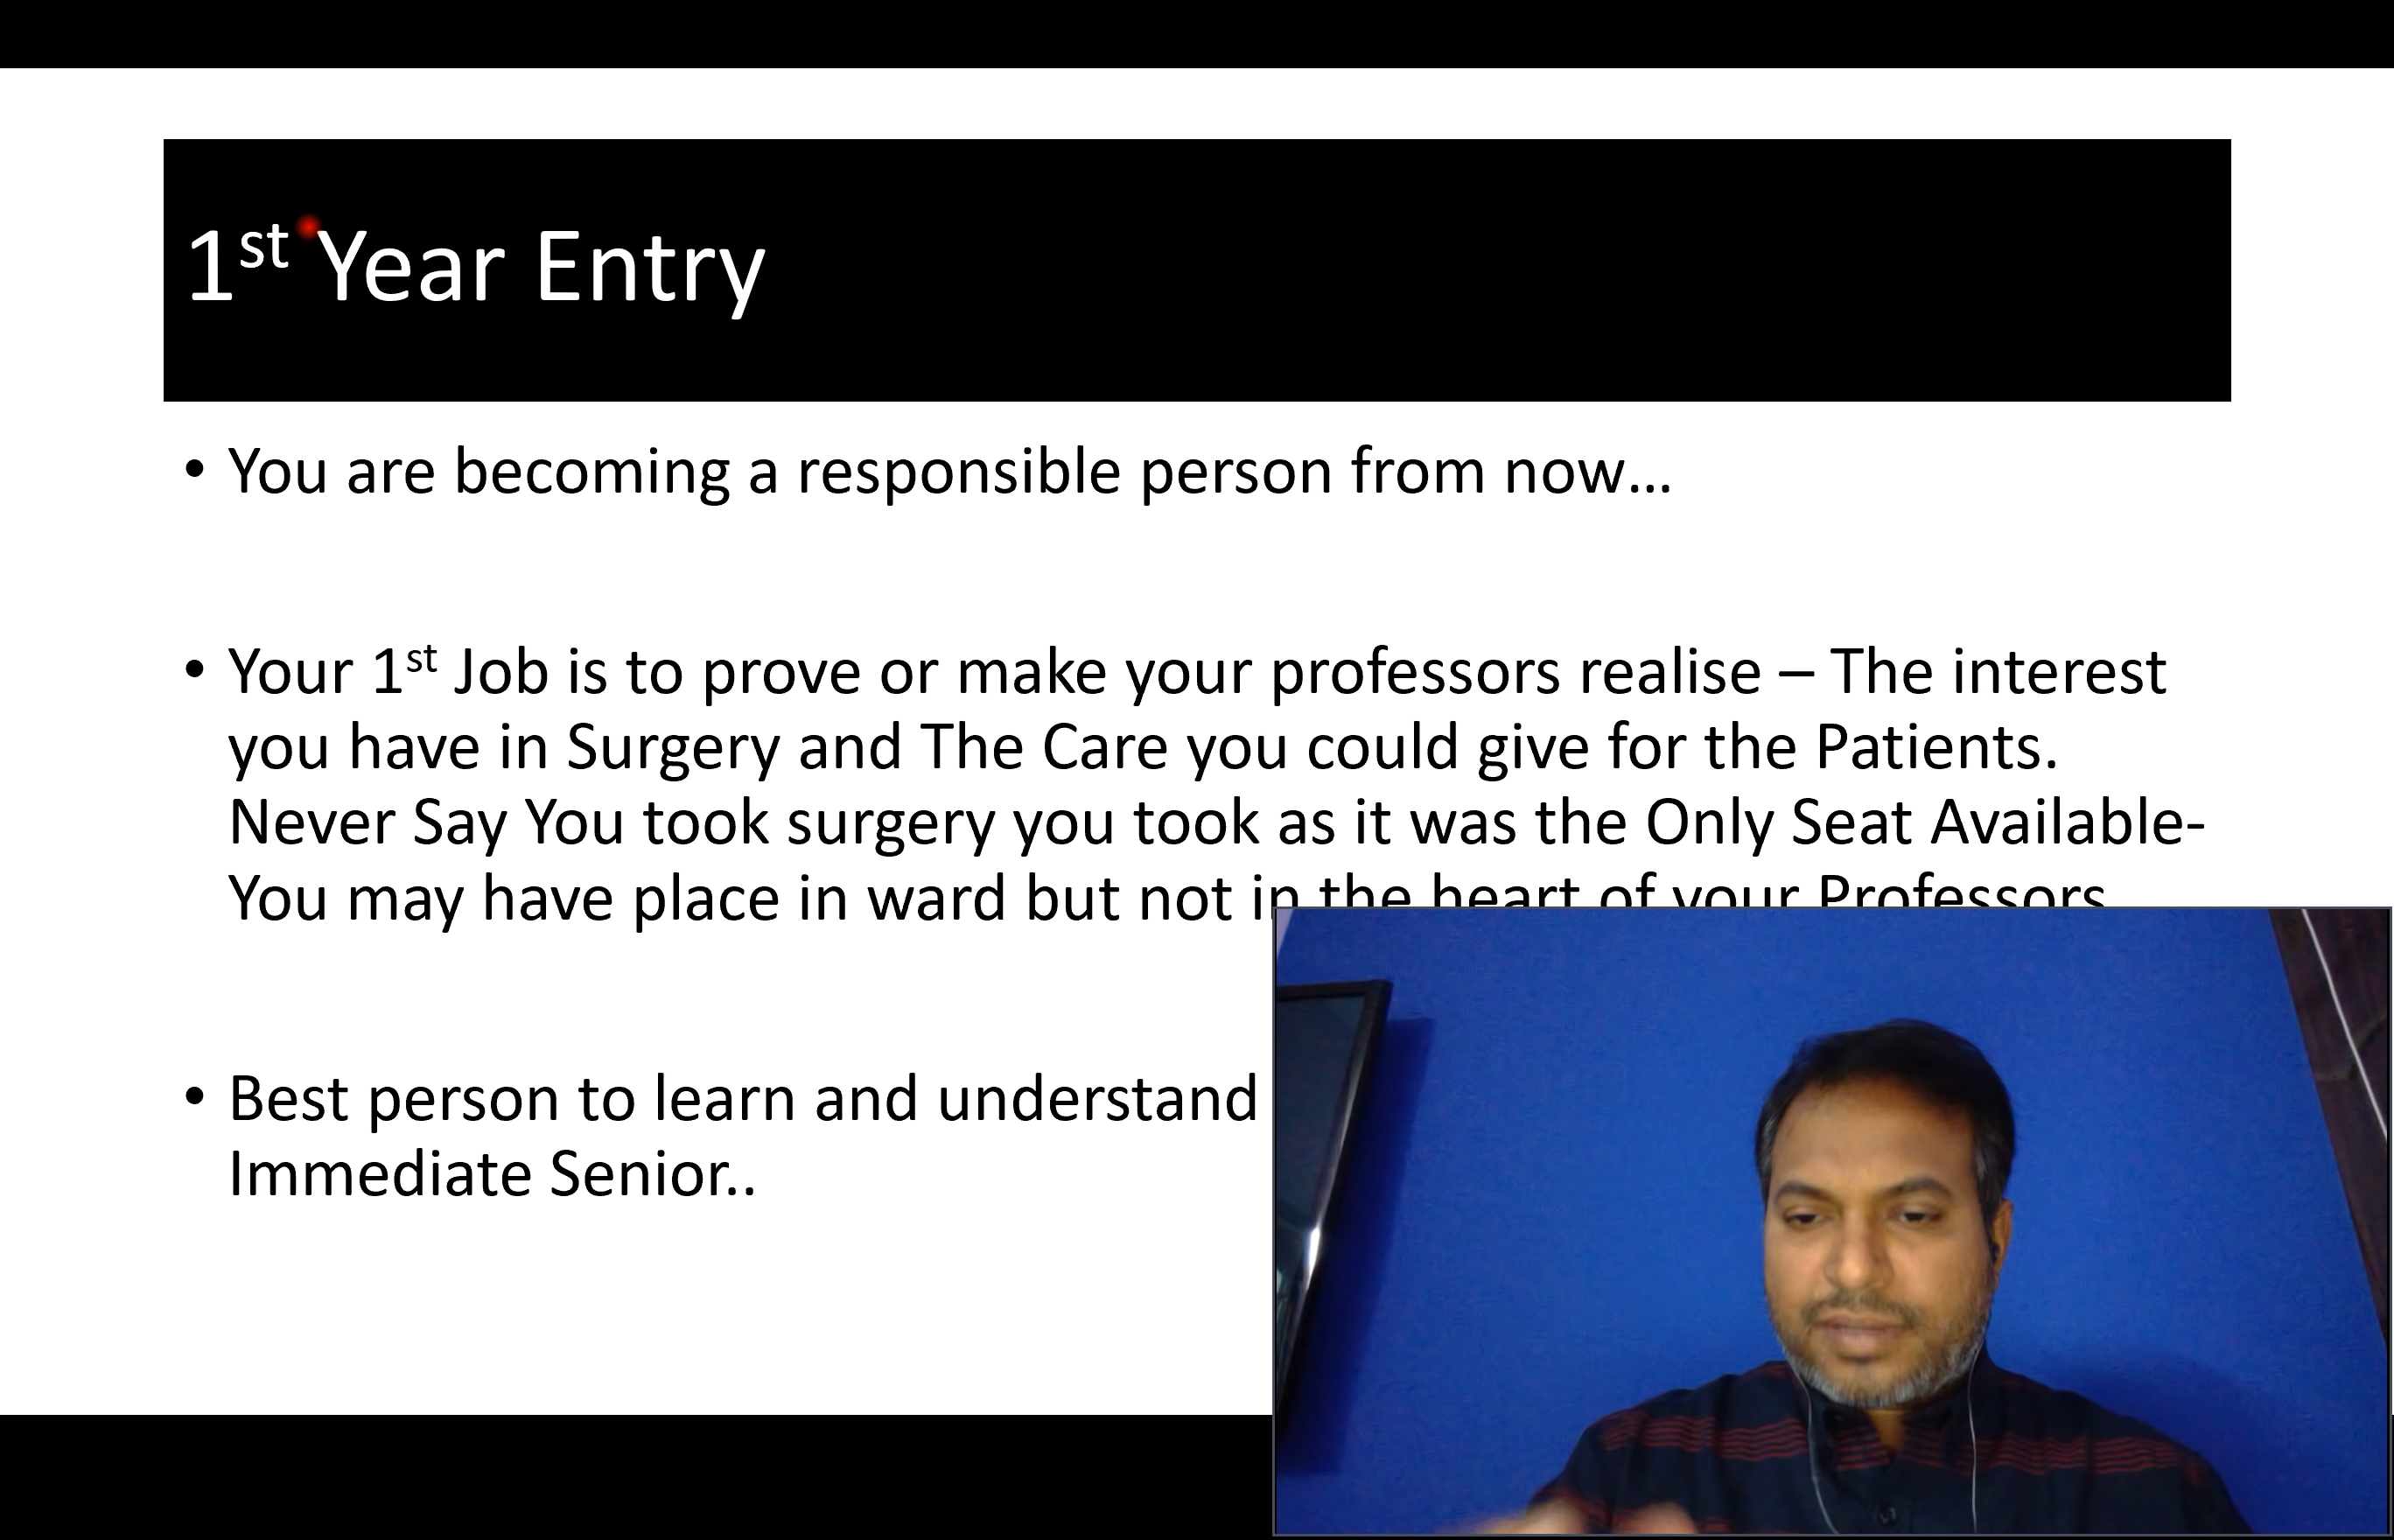 1st Year Entry
• You are becoming a responsible person from now...
• Your 1st Job is to prove or make your professors realise – The interest
you have in Surgery and The Care you could give for the Patients.
Never Say You took surgery you took as it was the Only Seat Available-
You may have place in ward but not in the heart of your Professors
• Best person to learn and understand
Immediate Senior..